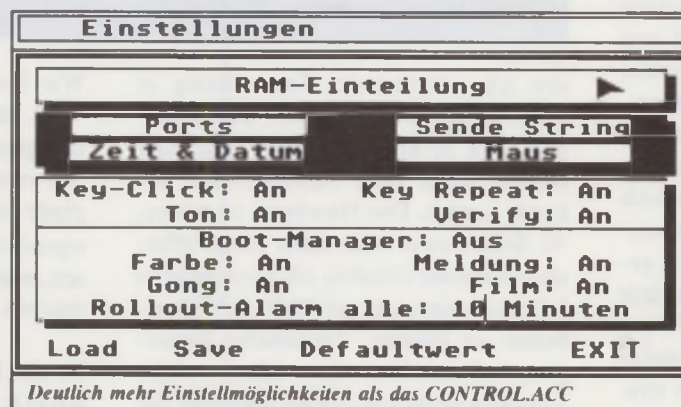 Einstellungen
RAM-Einteilung
Ports Sende String
Zeit & Datum Maus
Key-Click: An Key Repeat: An
Ton: An Verify: An
Boot-Manager: Aus
Farbe: An Meldung: An
Gong: An Film: An
Rollout-Alarm alle: 10 Minuten
Load Save Defaultwert EXIT
Deutlich mehr Einstellmöglichkeiten als das CONTROL.ACC